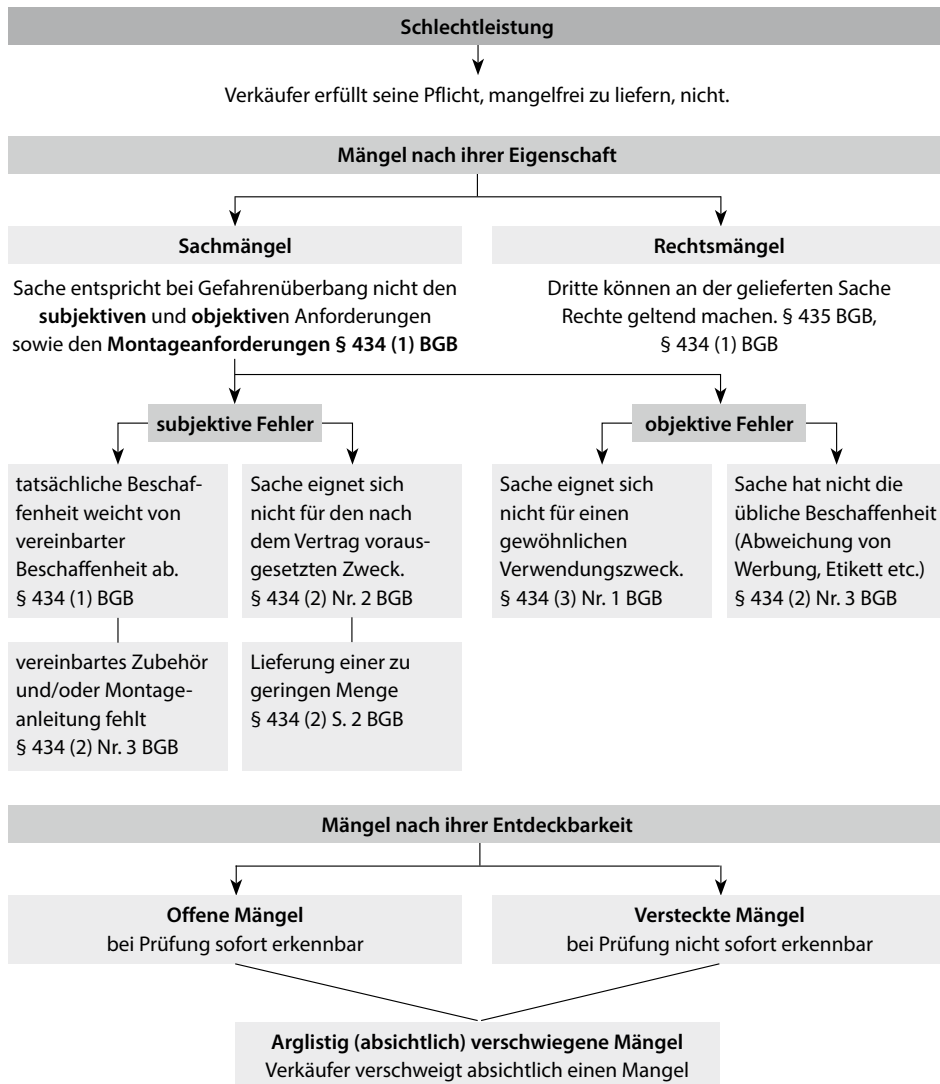 Schlechtleistung
Verkäufer erfüllt seine Pflicht, mangelfrei zu liefern, nicht.
Mängel nach ihrer Eigenschaft
Sachmängel
Sache entspricht bei Gefahrenüberbang nicht den
subjektiven und objektiven Anforderungen
sowie den Montageanforderungen § 434 (1) BGB
Rechtsmängel
Dritte können an der gelieferten Sache
Rechte geltend machen. § 435 BGB,
§ 434 (1) BGB
subjektive Fehler
objektive Fehler
tatsächliche Beschaf-
fenheit weicht von
vereinbarter
Beschaffenheit ab.
§ 434 (1) BGB
Sache eignet sich
nicht für den nach
dem Vertrag voraus-
gesetzten Zweck.
§ 434 (2) Nr. 2 BGB
Sache eignet sich
nicht für einen
gewöhnlichen
Verwendungszweck.
§ 434 (3) Nr. 1 BGB
Sache hat nicht die
übliche Beschaffenheit
(Abweichung von
Werbung, Etikett etc.)
§ 434 (2) Nr. 3 BGB
vereinbartes Zubehör
und/oder Montage-
anleitung fehlt
§ 434 (2) Nr. 3 BGB
Lieferung einer zu
geringen Menge
§ 434 (2) S. 2 BGB
Mängel nach ihrer Entdeckbarkeit
Offene Mängel
bei Prüfung sofort erkennbar
Versteckte Mängel
bei Prüfung nicht sofort erkennbar
Arglistig (absichtlich) verschwiegene Mängel
Verkäufer verschweigt absichtlich einen Mangel